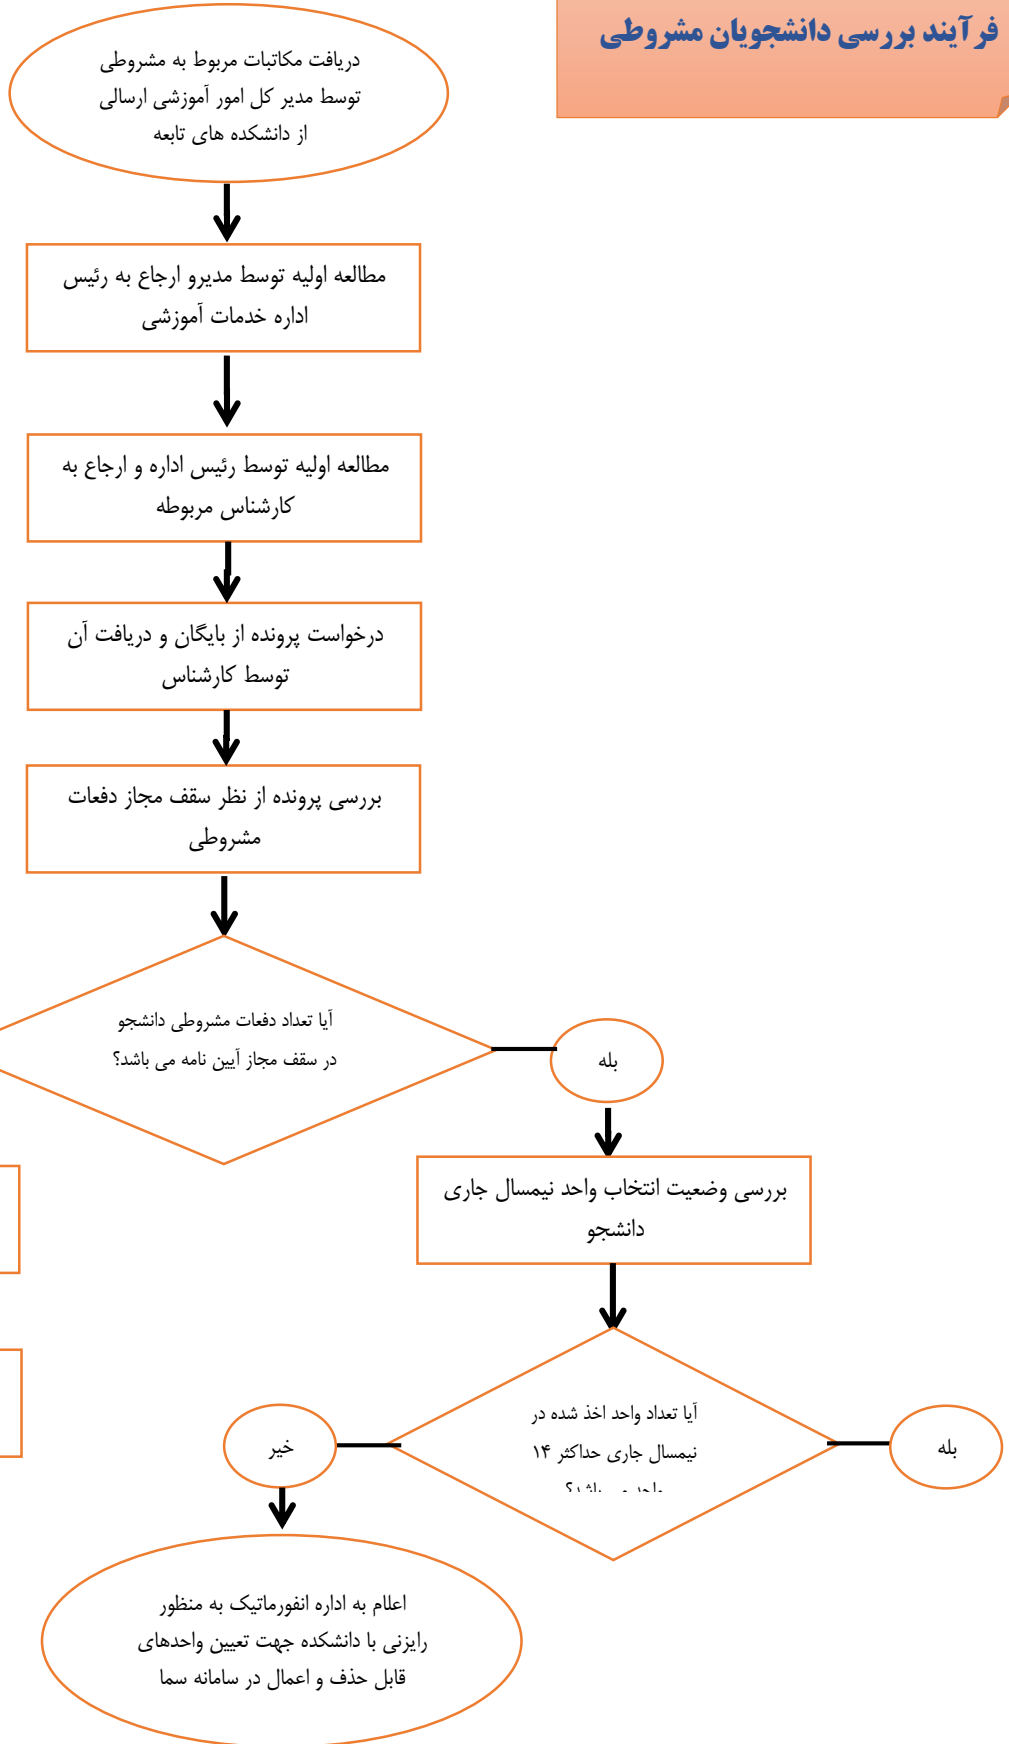 فرآیند بررسی دانشجویان مشروطی
دریافت مکاتبات مربوط به مشروطی
توسط مدیر کل امور آموزشی ارسالی
از دانشکده های تابعه
مطالعه اولیه توسط مدیرو ارجاع به رئیس
اداره خدمات آموزشی
مطالعه اولیه توسط رئیس اداره و ارجاع به
کارشناس مربوطه
درخواست پرونده از بایگان و دریافت آن
توسط کارشناس
بررسی پرونده از نظر سقف مجاز دفعات
مشروطی
آیا تعداد دفعات مشروطی دانشجو
در سقف مجاز آیین نامه می باشد؟
بله
بررسی وضعیت انتخاب واحد نیمسال جاری
دانشجو
آیا تعداد واحد اخذ شده در
نیمسال جاری حداکثر ۱۴
واحد می باشد؟
بله
خیر
اعلام به اداره انفورماتیک به منظور
رایزنی با دانشکده جهت تعیین واحدهای
قابل حذف و اعمال در سامانه سما